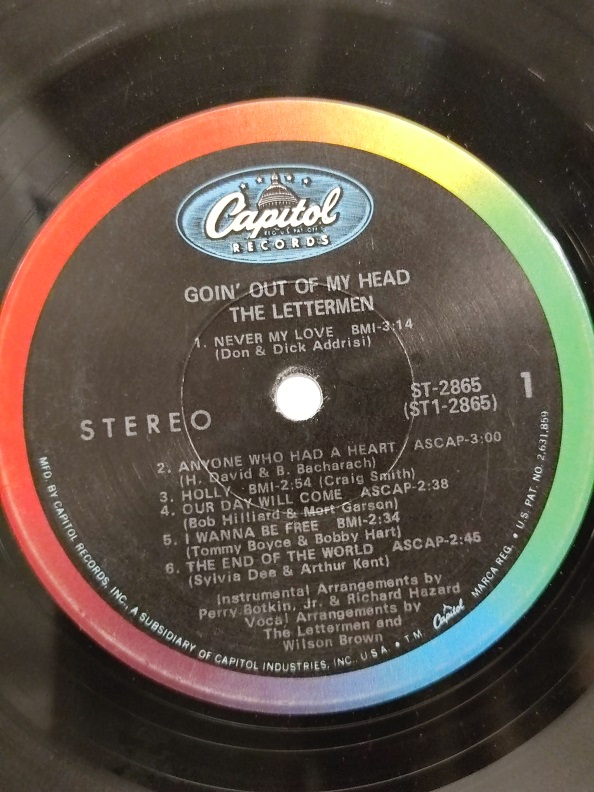 Capitol
REG. U.S. PAT. OFF.
RECORDS
GOIN' OUT OF MY HEAD
THE LETTERMEN
1. NEVER MY LOVE BMI-3:14
(Don & Dick Addrisi)
STEREO
ST-2865
(ST1-2865)
1
2. ANYONE WHO HAD A HEART ASCAP-3:00
(H. David & B. Bacharach)
3. HOLLY BMI-2:54 (Craig Smith)
4. OUR DAY WILL COME ASCAP-2:38
(Bob Hilliard & Mort Garson)
5. I WANNA BE FREE BMI-2:34
(Tommy Boyce & Bobby Hart)
6. THE END OF THE WORLD ASCAP-2:45
(Sylvia Dee & Arthur Kent)
Instrumental Arrangements by
Perry Botkin, Jr. & Richard Hazard
Vocal Arrangements by
The Lettermen and
Wilson Brown
MFD. BY CAPITOL RECORDS, INC., A SUBSIDIARY OF CAPITOL INDUSTRIES, INC., U.S.A. • T.M. Capitol MARCA REG. • U.S. PAT. NO. 2,631,859